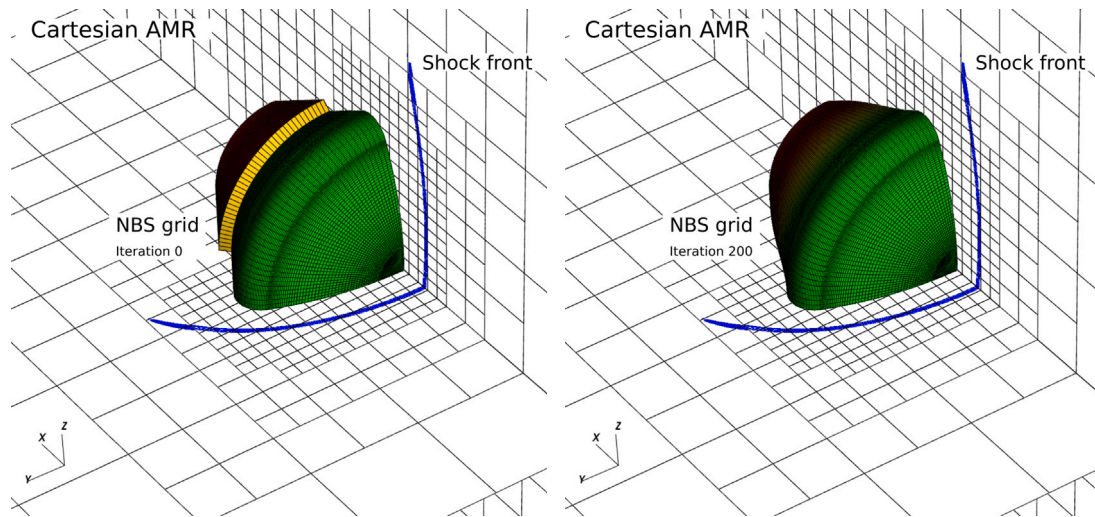 Cartesian AMR
Shock front
NBS grid
Iteration 0
X
Z
Y
Cartesian AMR
Shock front
NBS grid
Iteration 200
X
Z
Y